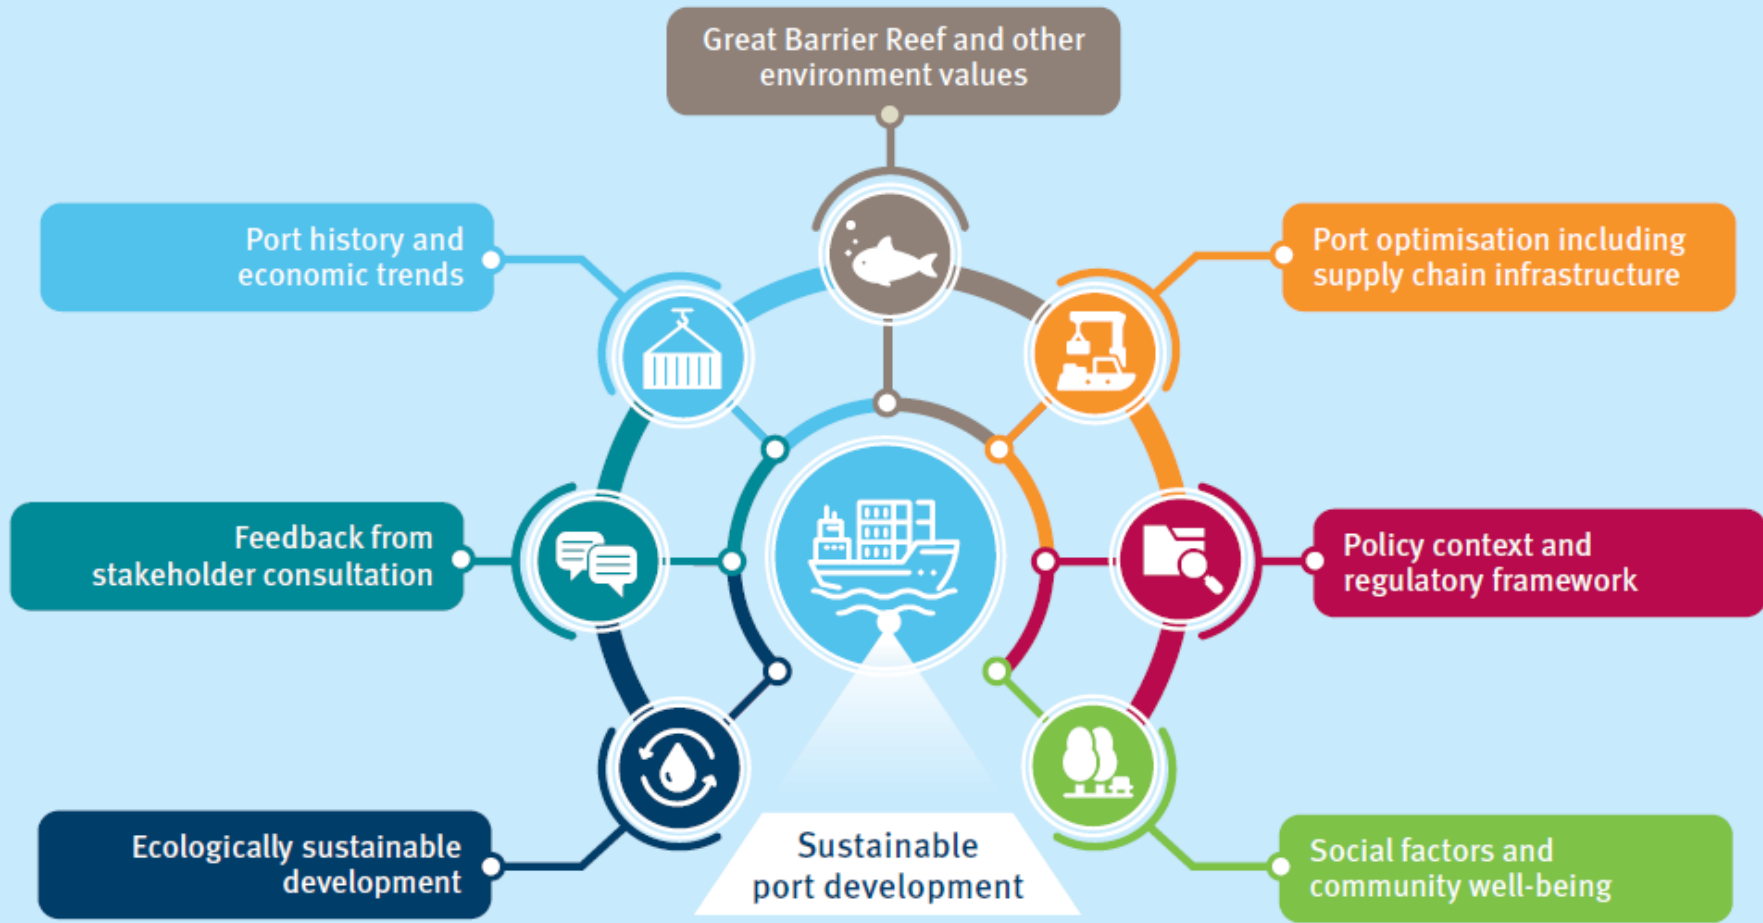 Great Barrier Reef and other
environment values
Port history and
economic trends
Port optimisation including
supply chain infrastructure
Feedback from
stakeholder consultation
Policy context and
regulatory framework
Ecologically sustainable
development
Sustainable
port development
Social factors and
community well-being